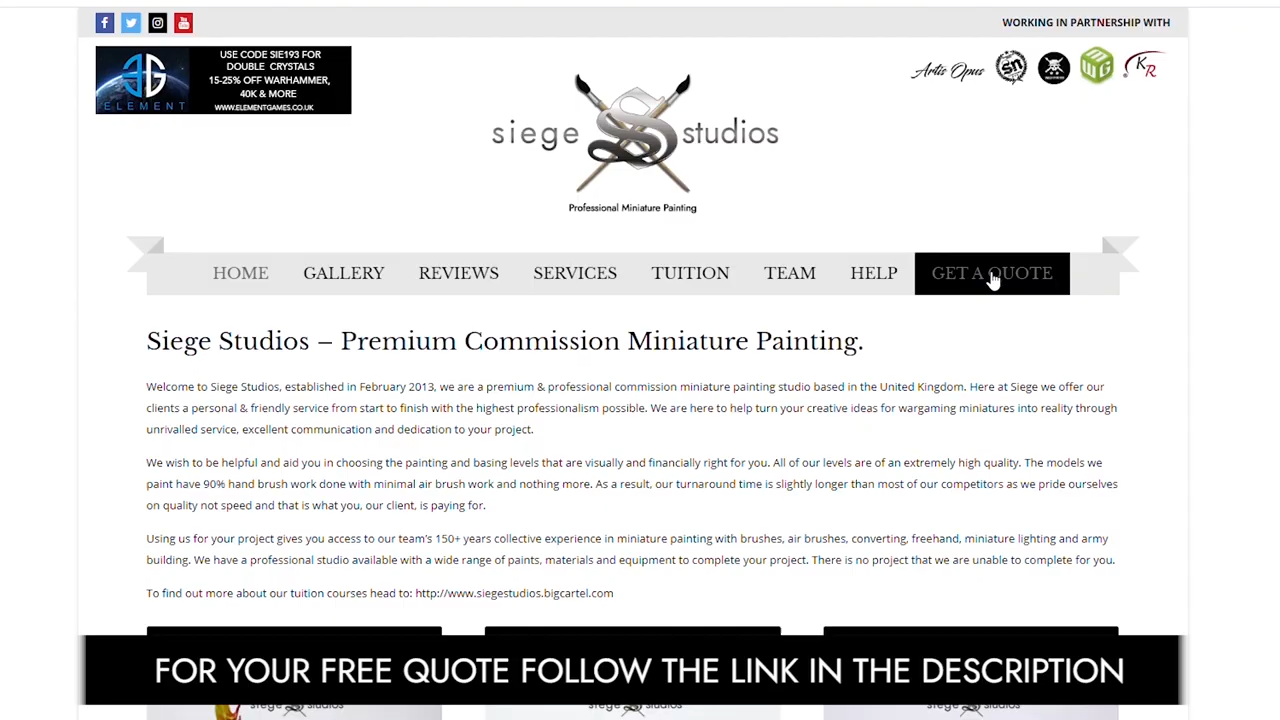 WORKING IN PARTNERSHIP WITH
USE CODE SIE193 FOR
DOUBLE CRYSTALS
15-25% OFF WARHAMMER,
40K & MORE
WWW.ELEMENTGAMES.CO.UK
ELEMENT
Artis Opus
sn
WG
KR
siege S studios
Professional Miniature Painting
HOME GALLERY REVIEWS SERVICES TUITION TEAM HELP GET A QUOTE
Siege Studios – Premium Commission Miniature Painting.
Welcome to Siege Studios, established in February 2013, we are a premium & professional commission miniature painting studio based in the United Kingdom. Here at Siege we offer our
clients a personal & friendly service from start to finish with the highest professionalism possible. We are here to help turn your creative ideas for wargaming miniatures into reality through
unrivalled service, excellent communication and dedication to your project.
We wish to be helpful and aid you in choosing the painting and basing levels that are visually and financially right for you. All of our levels are of an extremely high quality. The models we
paint have 90% hand brush work done with minimal air brush work and nothing more. As a result, our turnaround time is slightly longer than most of our competitors as we pride ourselves
on quality not speed and that is what you, our client, is paying for.
Using us for your project gives you access to our team's 150+ years collective experience in miniature painting with brushes, air brushes, converting, freehand, miniature lighting and army
building. We have a professional studio available with a wide range of paints, materials and equipment to complete your project. There is no project that we are unable to complete for you.
To find out more about our tuition courses head to: http://www.siegestudios.bigcartel.com
FOR YOUR FREE QUOTE FOLLOW THE LINK IN THE DESCRIPTION